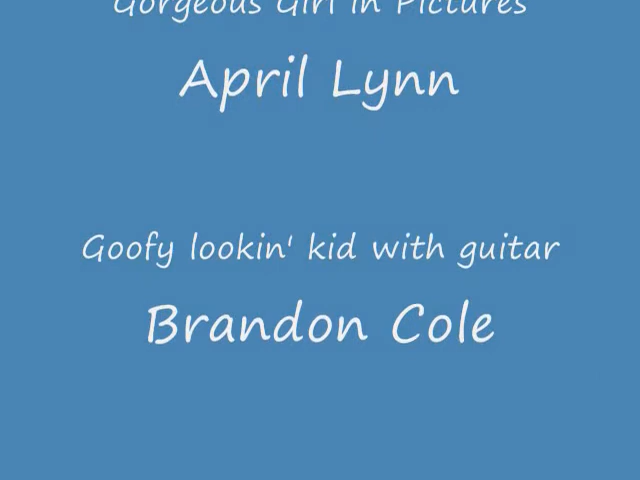 Gorgeous Girl in Pictures
April Lynn
Goofy lookin' kid with guitar
Brandon Cole